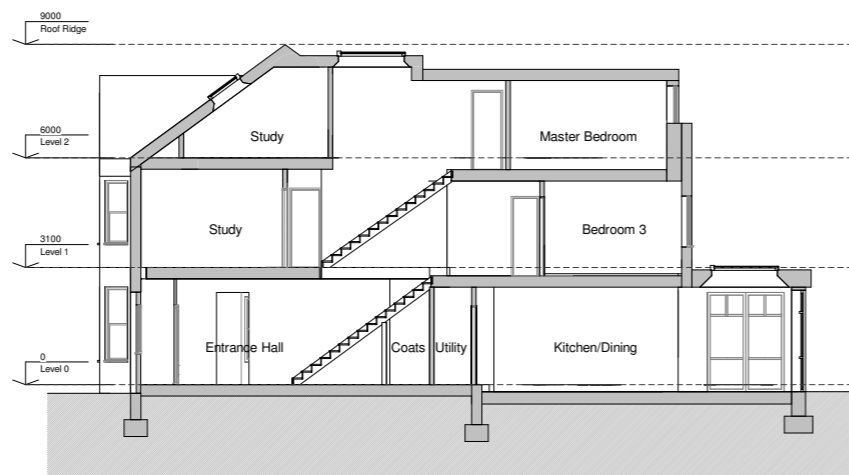 9000
Roof Ridge
6000
Level 2
Study
Master Bedroom
3100
Level 1
Study
Bedroom 3
0
Level 0
Entrance Hall
Coats
Utility
Kitchen/Dining